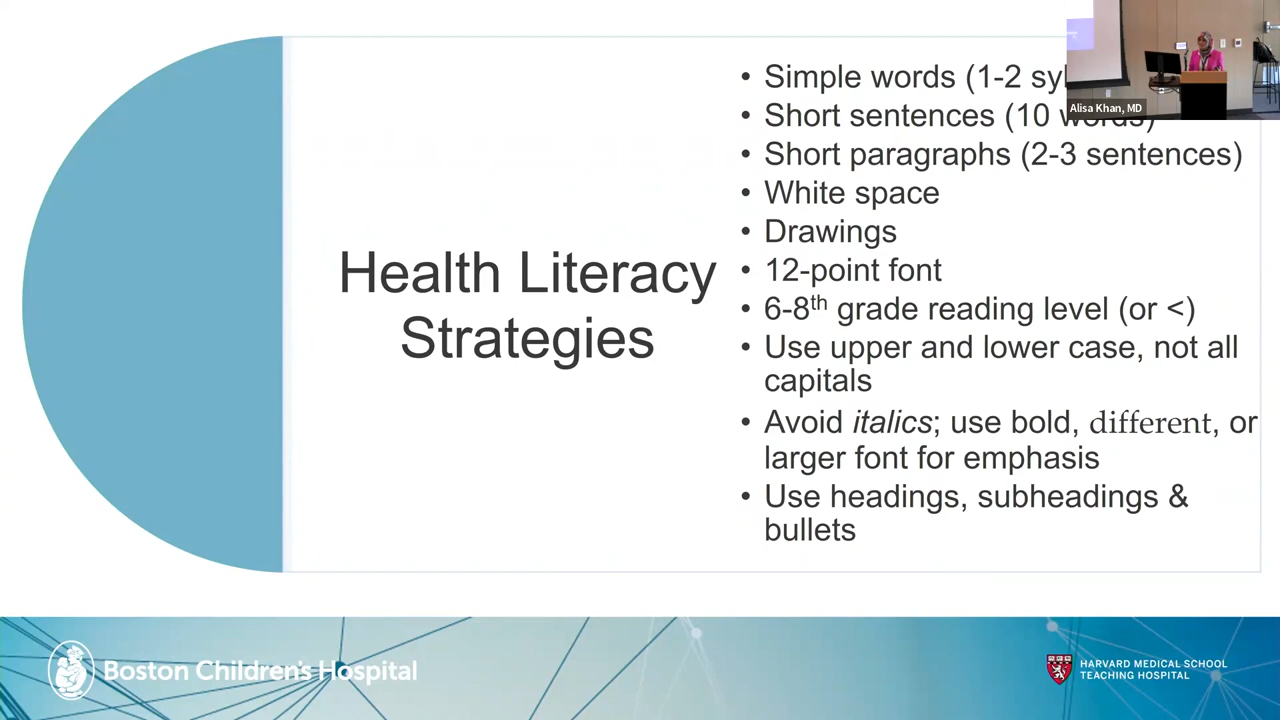 Health Literacy
Strategies
• Simple words (1-2
• Short sentences (10 words)
• Short paragraphs (2-3 sentences)
• White space
• Drawings
• 12-point font
• 6-8th grade reading level (or <)
• Use upper and lower case, not all
capitals
• Avoid italics; use bold, different, or
larger font for emphasis
• Use headings, subheadings &
bullets
Alisa Khan, MD
Boston Children's Hospital
HARVARD MEDICAL SCHOOL
TEACHING HOSPITAL